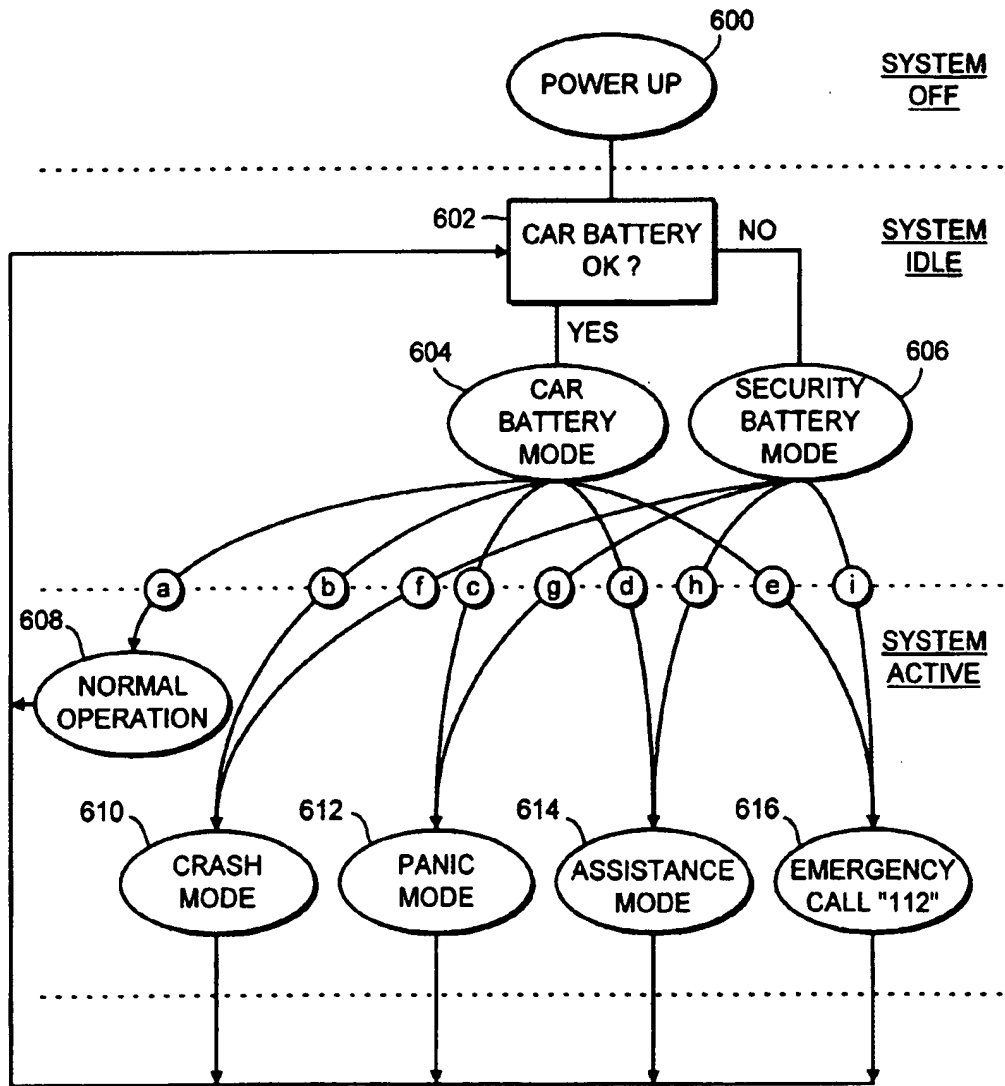 600
POWER UP
SYSTEM
OFF
602
CAR BATTERY
OK ?
NO
SYSTEM
IDLE
YES
604
CAR
BATTERY
MODE
606
SECURITY
BATTERY
MODE
a
b
f
c
g
d
h
e
i
608
NORMAL
OPERATION
SYSTEM
ACTIVE
610
CRASH
MODE
612
PANIC
MODE
614
ASSISTANCE
MODE
616
EMERGENCY
CALL "112"